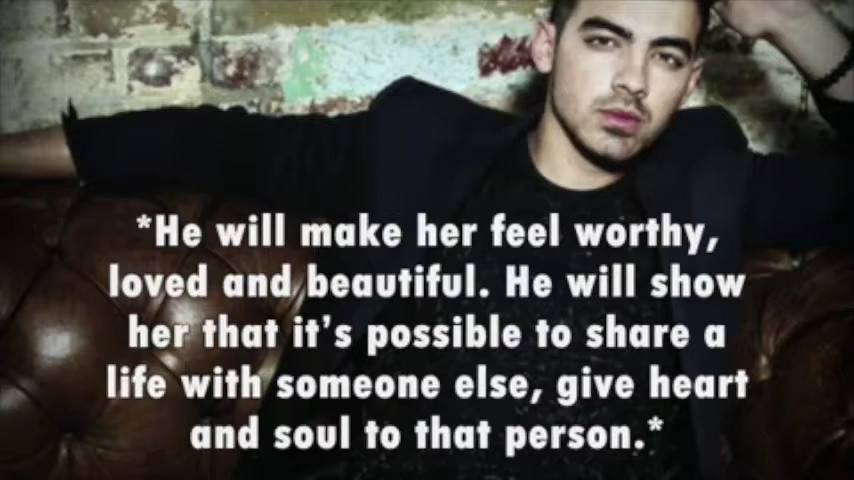 *He will make her feel worthy,
loved and beautiful. He will show
her that it's possible to share a
life with someone else, give heart
and soul to that person.*